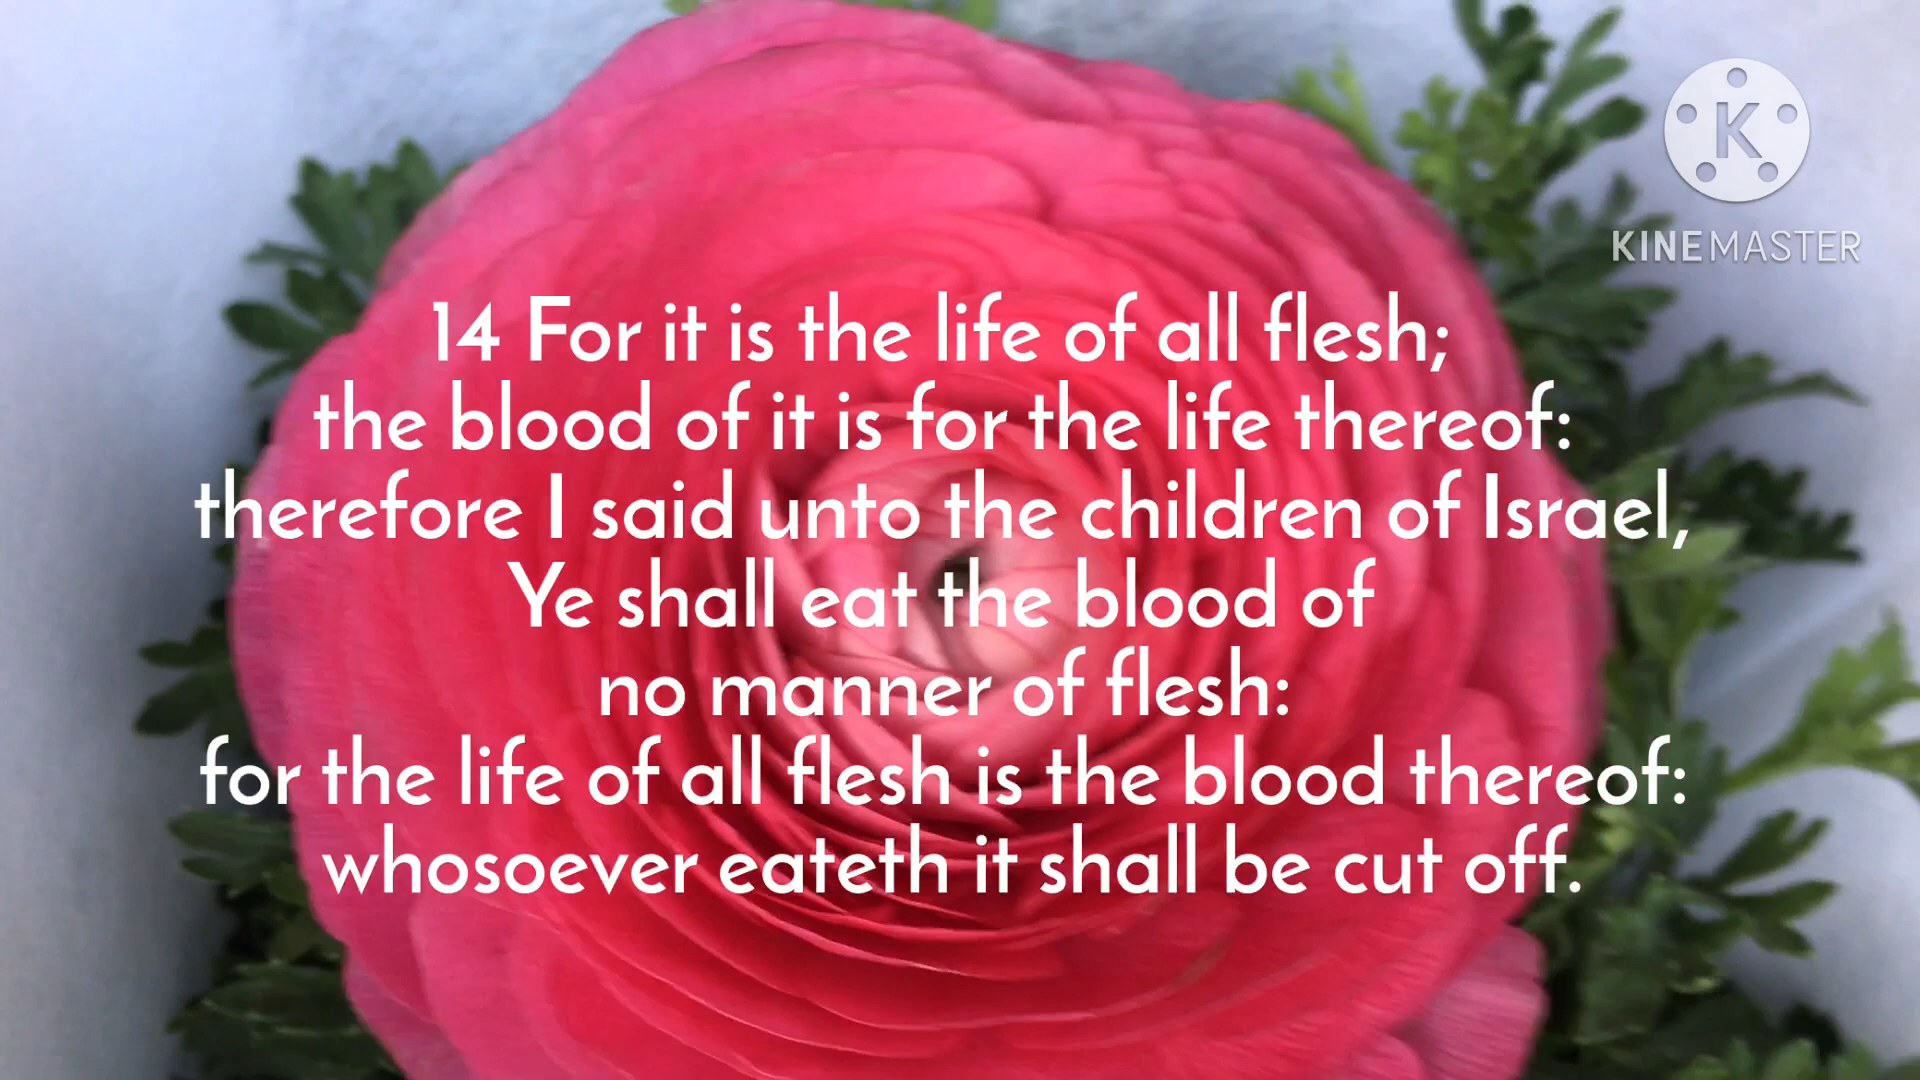 K
KINEMASTER
14 For it is the life of all flesh;
the blood of it is for the life thereof:
therefore I said unto the children of Israel,
Ye shall eat the blood of
no manner of flesh:
for the life of all flesh is the blood thereof:
whosoever eateth it shall be cut off.